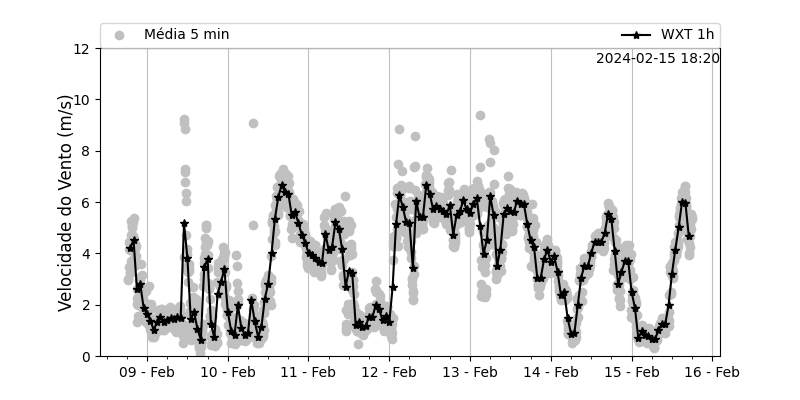 Média 5 min
WXT 1h
2024-02-15 18:20
Velocidade do Vento (m/s)
12
10
8
6
4
2
0
09 - Feb
10 - Feb
11 - Feb
12 - Feb
13 - Feb
14 - Feb
15 - Feb
16 - Feb